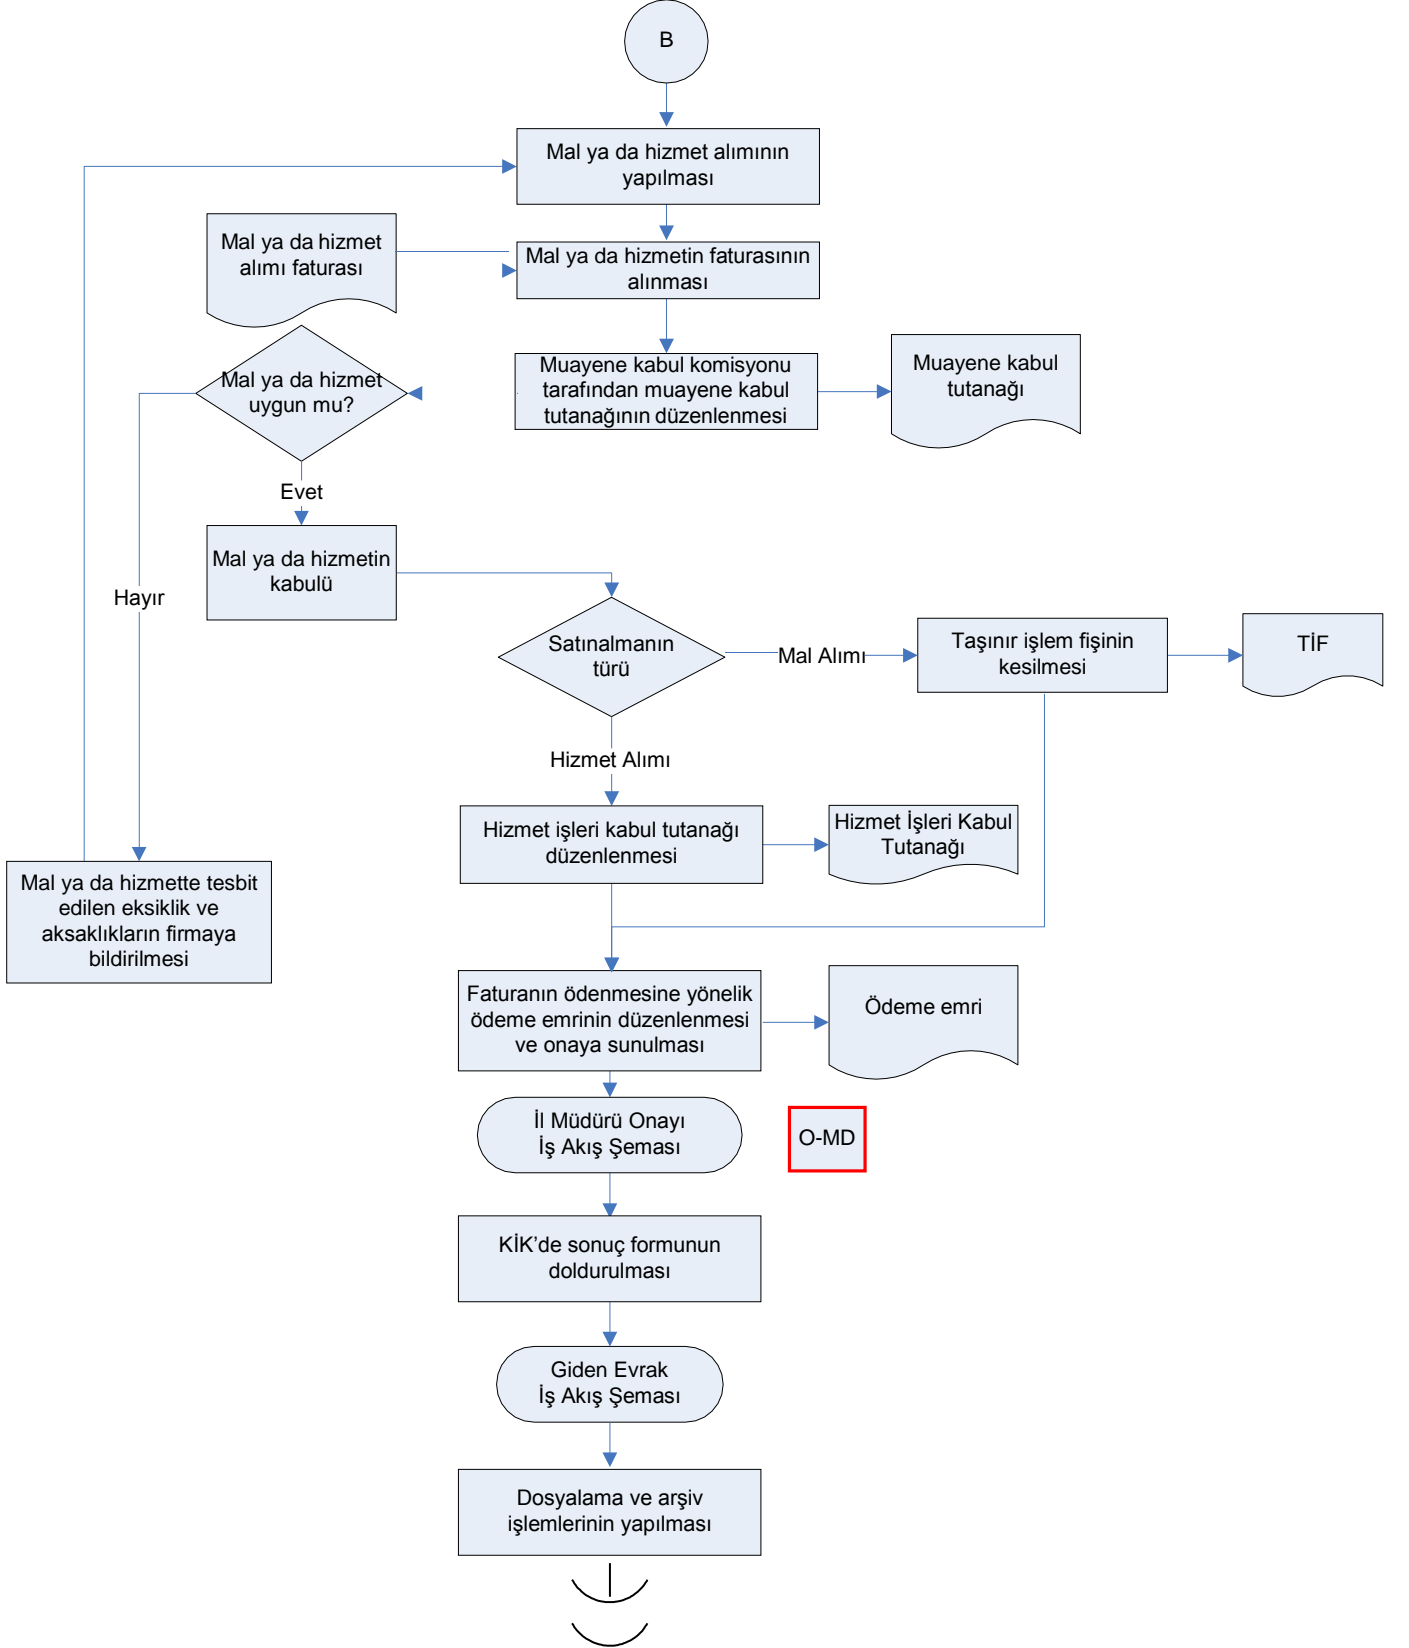 B
Mal ya da hizmet alımının
yapılması
Mal ya da hizmet
alımı faturası
Mal ya da hizmetin faturasının
alınması
Muayene kabul komisyonu
tarafından muayene kabul
tutanağının düzenlenmesi
Muayene kabul
tutanağı
Mal ya da hizmet
uygun mu?
Evet
Mal ya da hizmetin
kabulü
Hayır
Satınalmanın
türü
Mal Alımı
Taşınır işlem fişinin
kesilmesi
TİF
Hizmet Alımı
Hizmet işleri kabul tutanağı
düzenlenmesi
Hizmet İşleri Kabul
Tutanağı
Mal ya da hizmette tesbit
edilen eksiklik ve
aksaklıkların firmaya
bildirilmesi
Faturanın ödenmesine yönelik
ödeme emrinin düzenlenmesi
ve onaya sunulması
Ödeme emri
İl Müdürü Onayı
İş Akış Şeması
O-MD
KİK’de sonuç formunun
doldurulması
Giden Evrak
İş Akış Şeması
Dosyalama ve arşiv
işlemlerinin yapılması